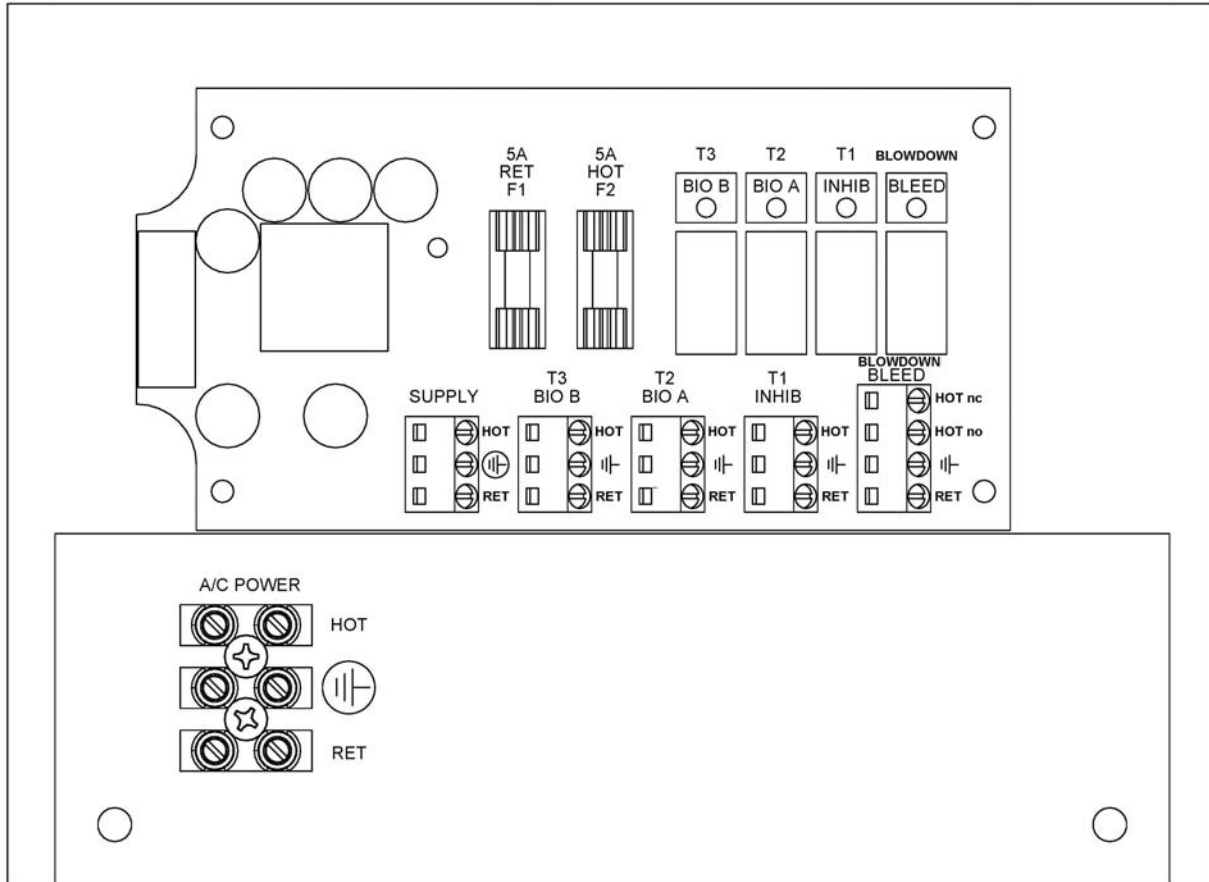 5A
RET
F1
5A
HOT
F2
T3
BIO B
T2
BIO A
T1
INHIB
BLOWDOWN
BLEED
SUPPLY
HOT
RET
T3
BIO B
HOT
RET
T2
BIO A
HOT
RET
T1
INHIB
HOT
RET
BLOWDOWN
BLEED
HOT nc
HOT no
RET
A/C POWER
HOT
RET